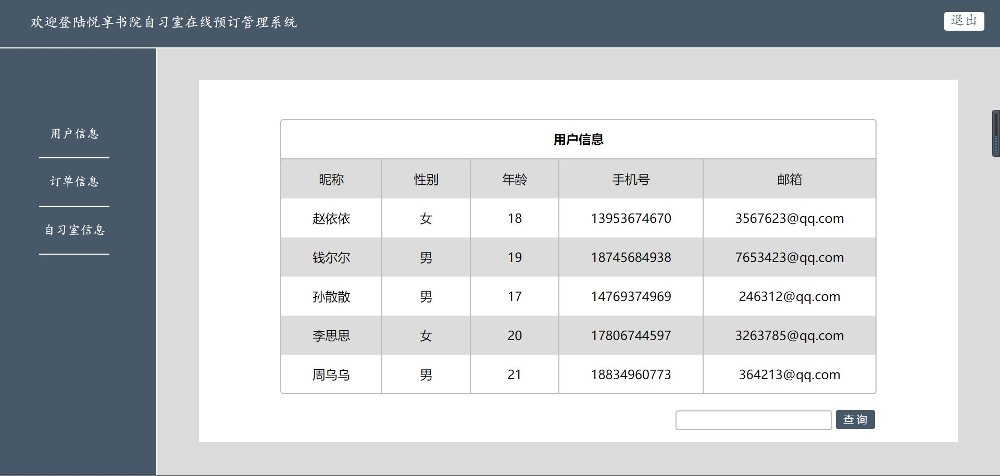 欢迎登陆悦享书院自习室在线预订管理系统
退出
用户信息
订单信息
自习室信息
用户信息
昵称 性别 年龄 手机号 邮箱
赵依依 女 18 13953674670 3567623@qq.com
钱尔尔 男 19 18745684938 7653423@qq.com
孙散散 男 17 14769374969 246312@qq.com
李思思 女 20 17806744597 3263785@qq.com
周乌乌 男 21 18834960773 364213@qq.com
查询